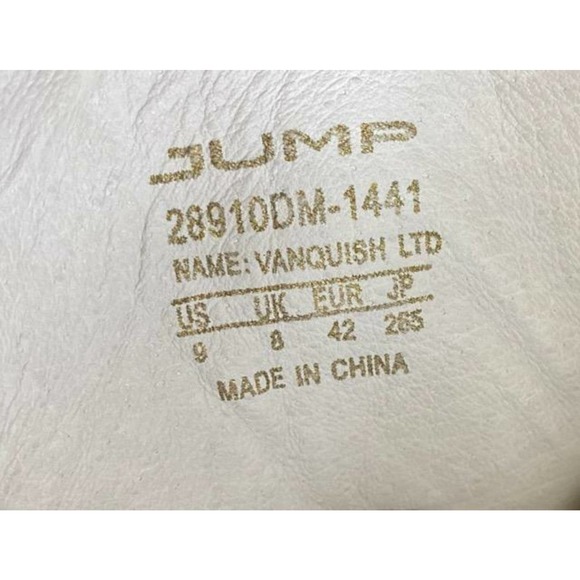 JUMP
28910DM-1441
NAME: VANQUISH LTD
US UK EUR JP
9 8 42 265
MADE IN CHINA